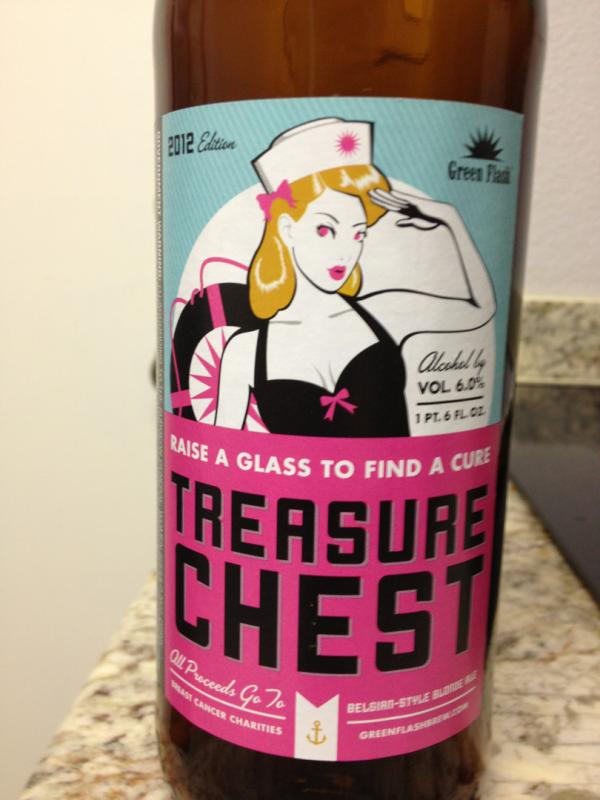 2012 Edition
Green Flash
Alcohol by
VOL. 6.0%
1 PT. 6 FL. OZ.
RAISE A GLASS TO FIND A CURE
TREASURE
CHEST
All Proceeds Go To
BREAST CANCER CHARITIES
BELGIAN-STYLE BLONDE ALE
GREENFLASHBREW.COM